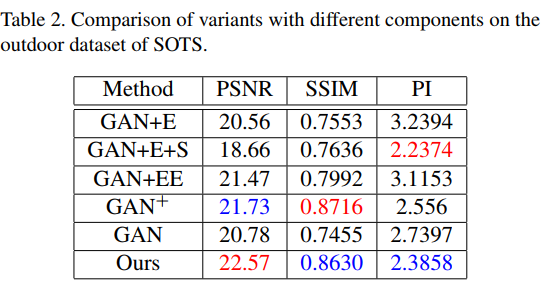 Table 2. Comparison of variants with different components on the
outdoor dataset of SOTS.
Method PSNR SSIM PI
GAN+E 20.56 0.7553 3.2394
GAN+E+S 18.66 0.7636 2.2374
GAN+EE 21.47 0.7992 3.1153
GAN⁺ 21.73 0.8716 2.556
GAN 20.78 0.7455 2.7397
Ours 22.57 0.8630 2.3858